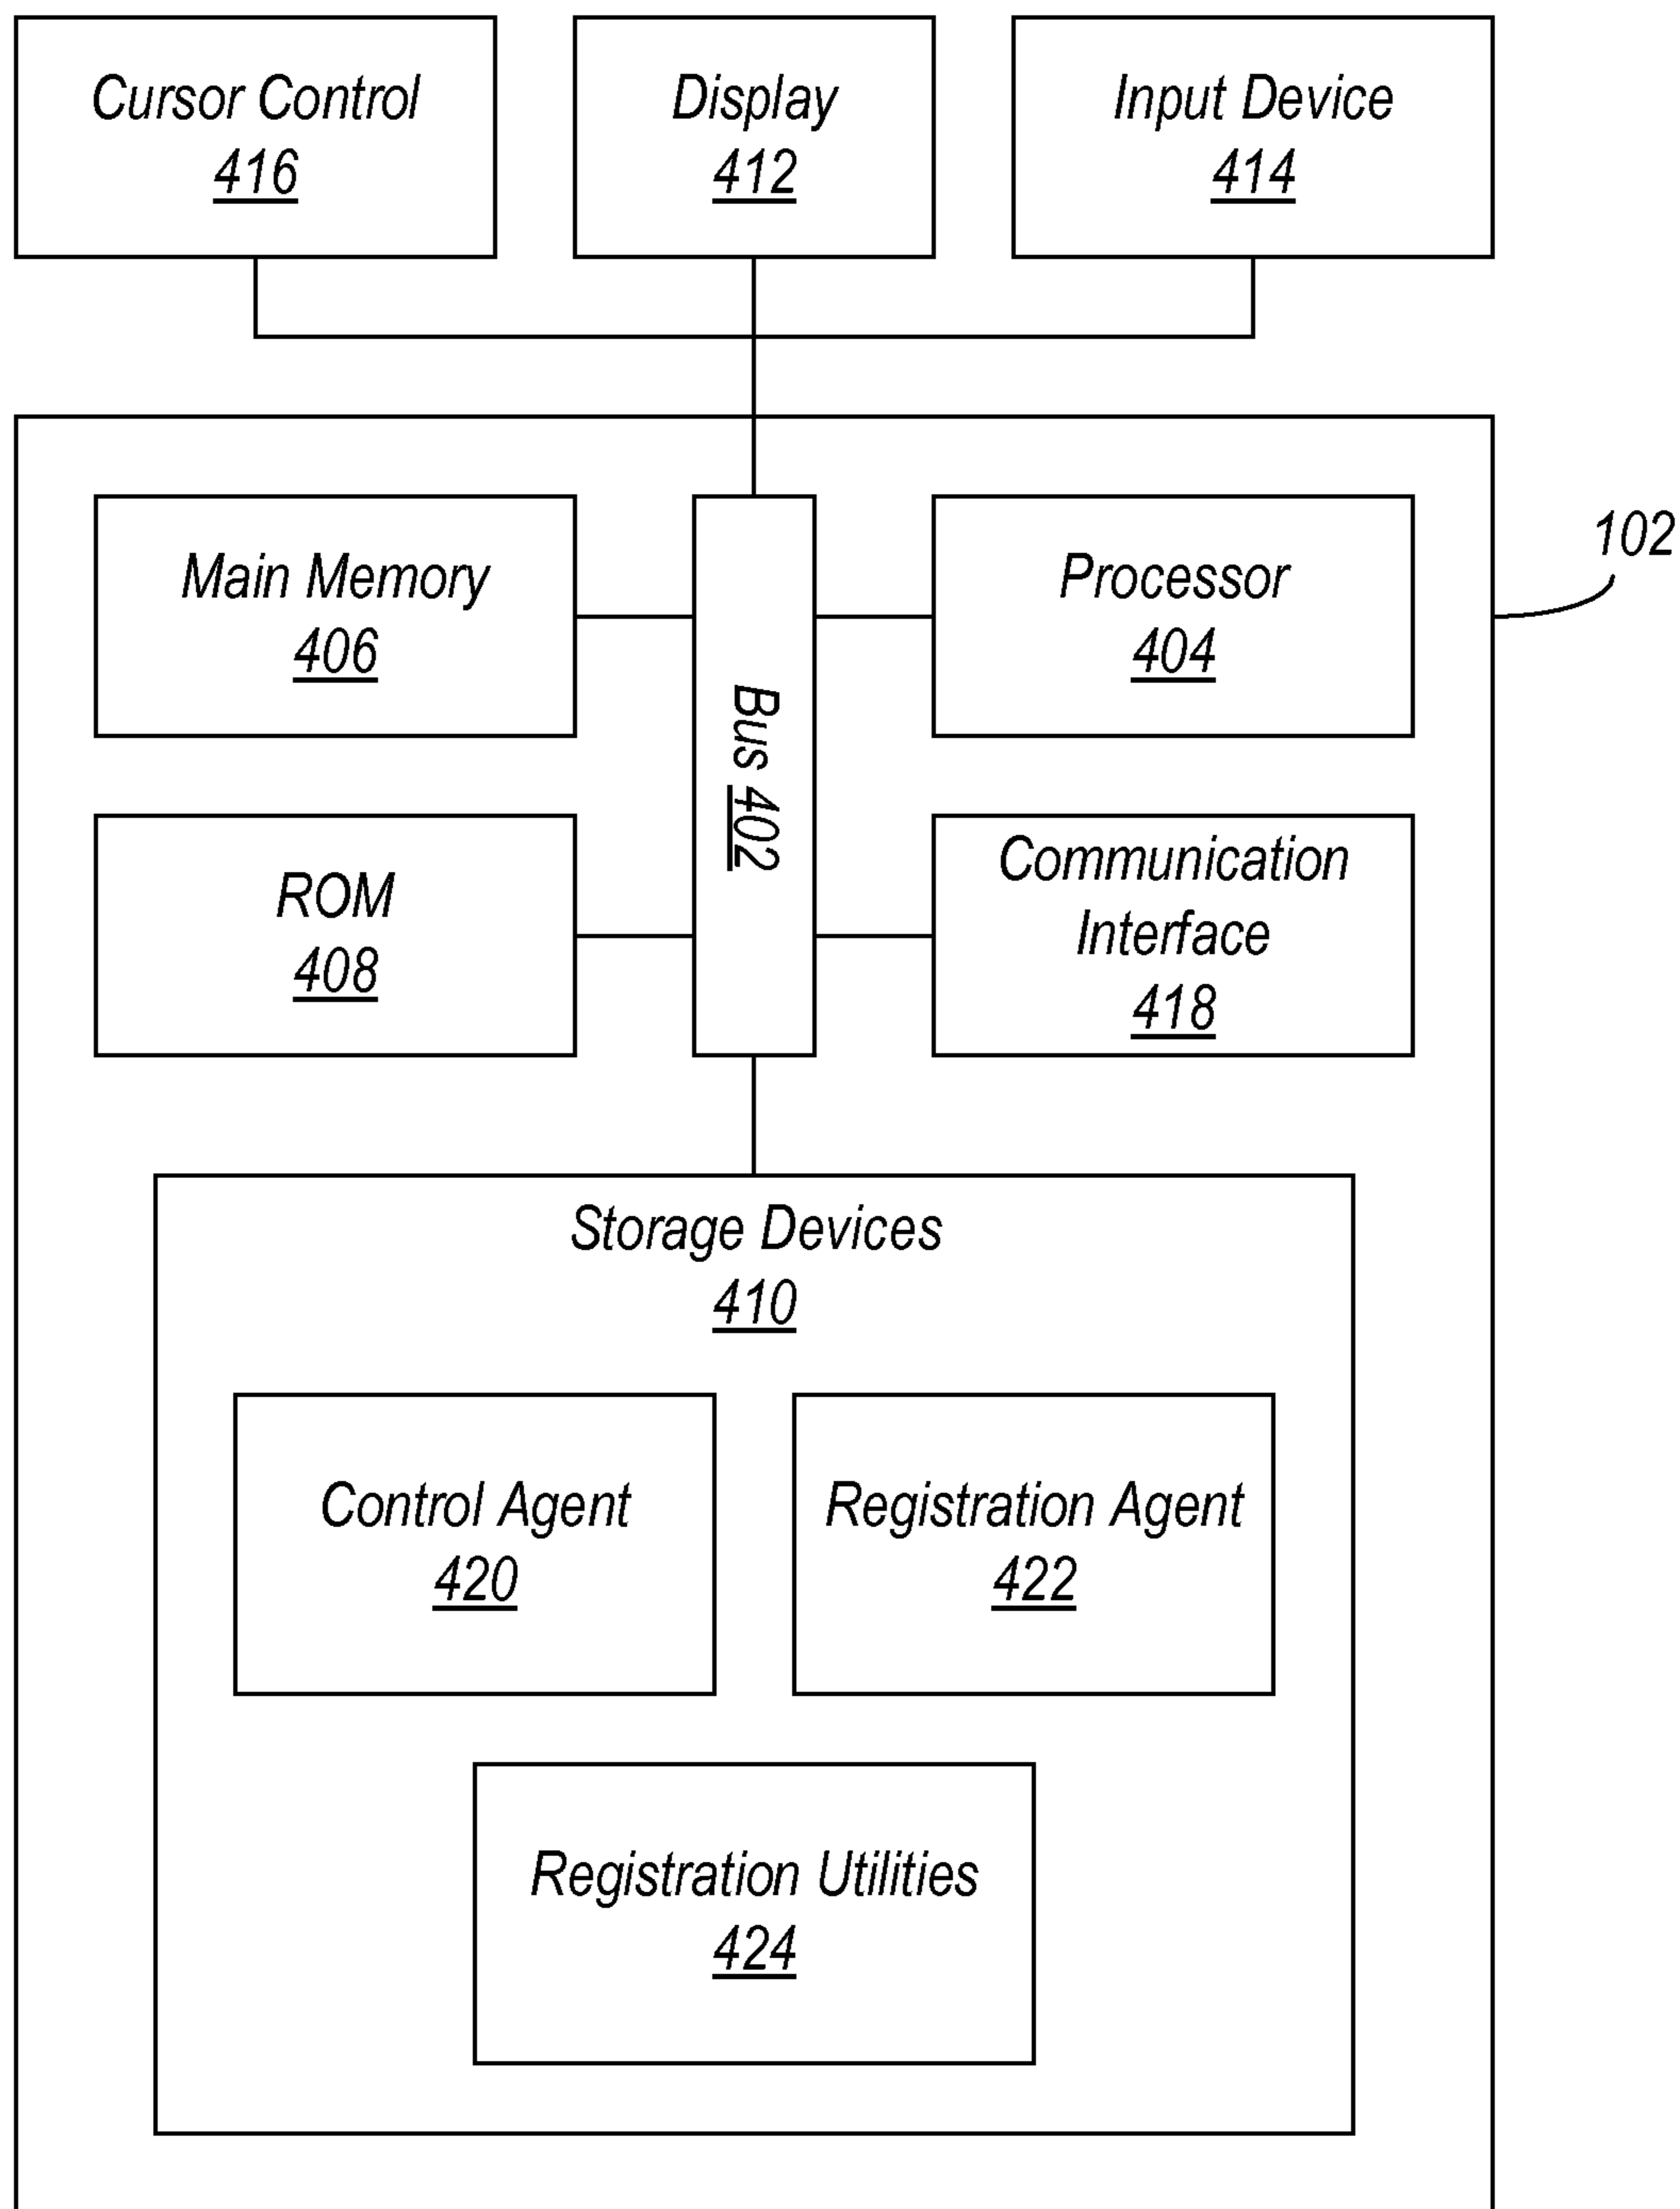 Cursor Control
416
Display
412
Input Device
414
102
Main Memory
406
Processor
404
Bus 402
ROM
408
Communication
Interface
418
Storage Devices
410
Control Agent
420
Registration Agent
422
Registration Utilities
424